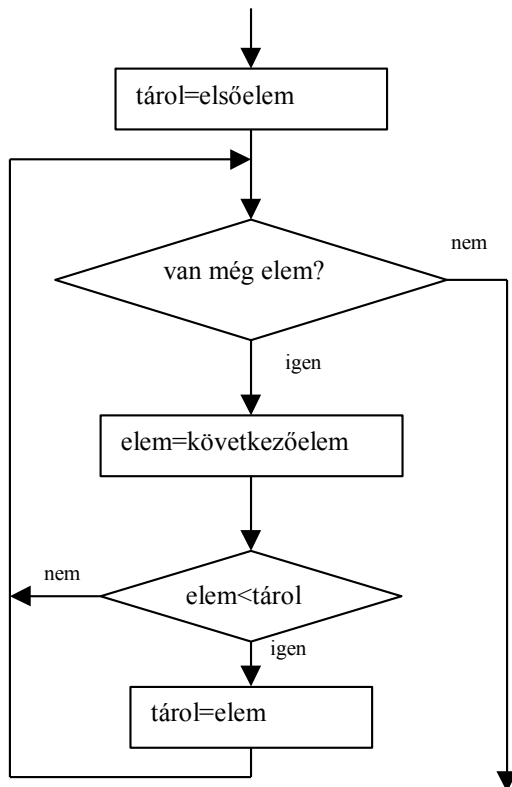 tárol=elsőelem
nem
van még elem?
igen
elem=következőelem
nem
elem<tárol
igen
tárol=elem